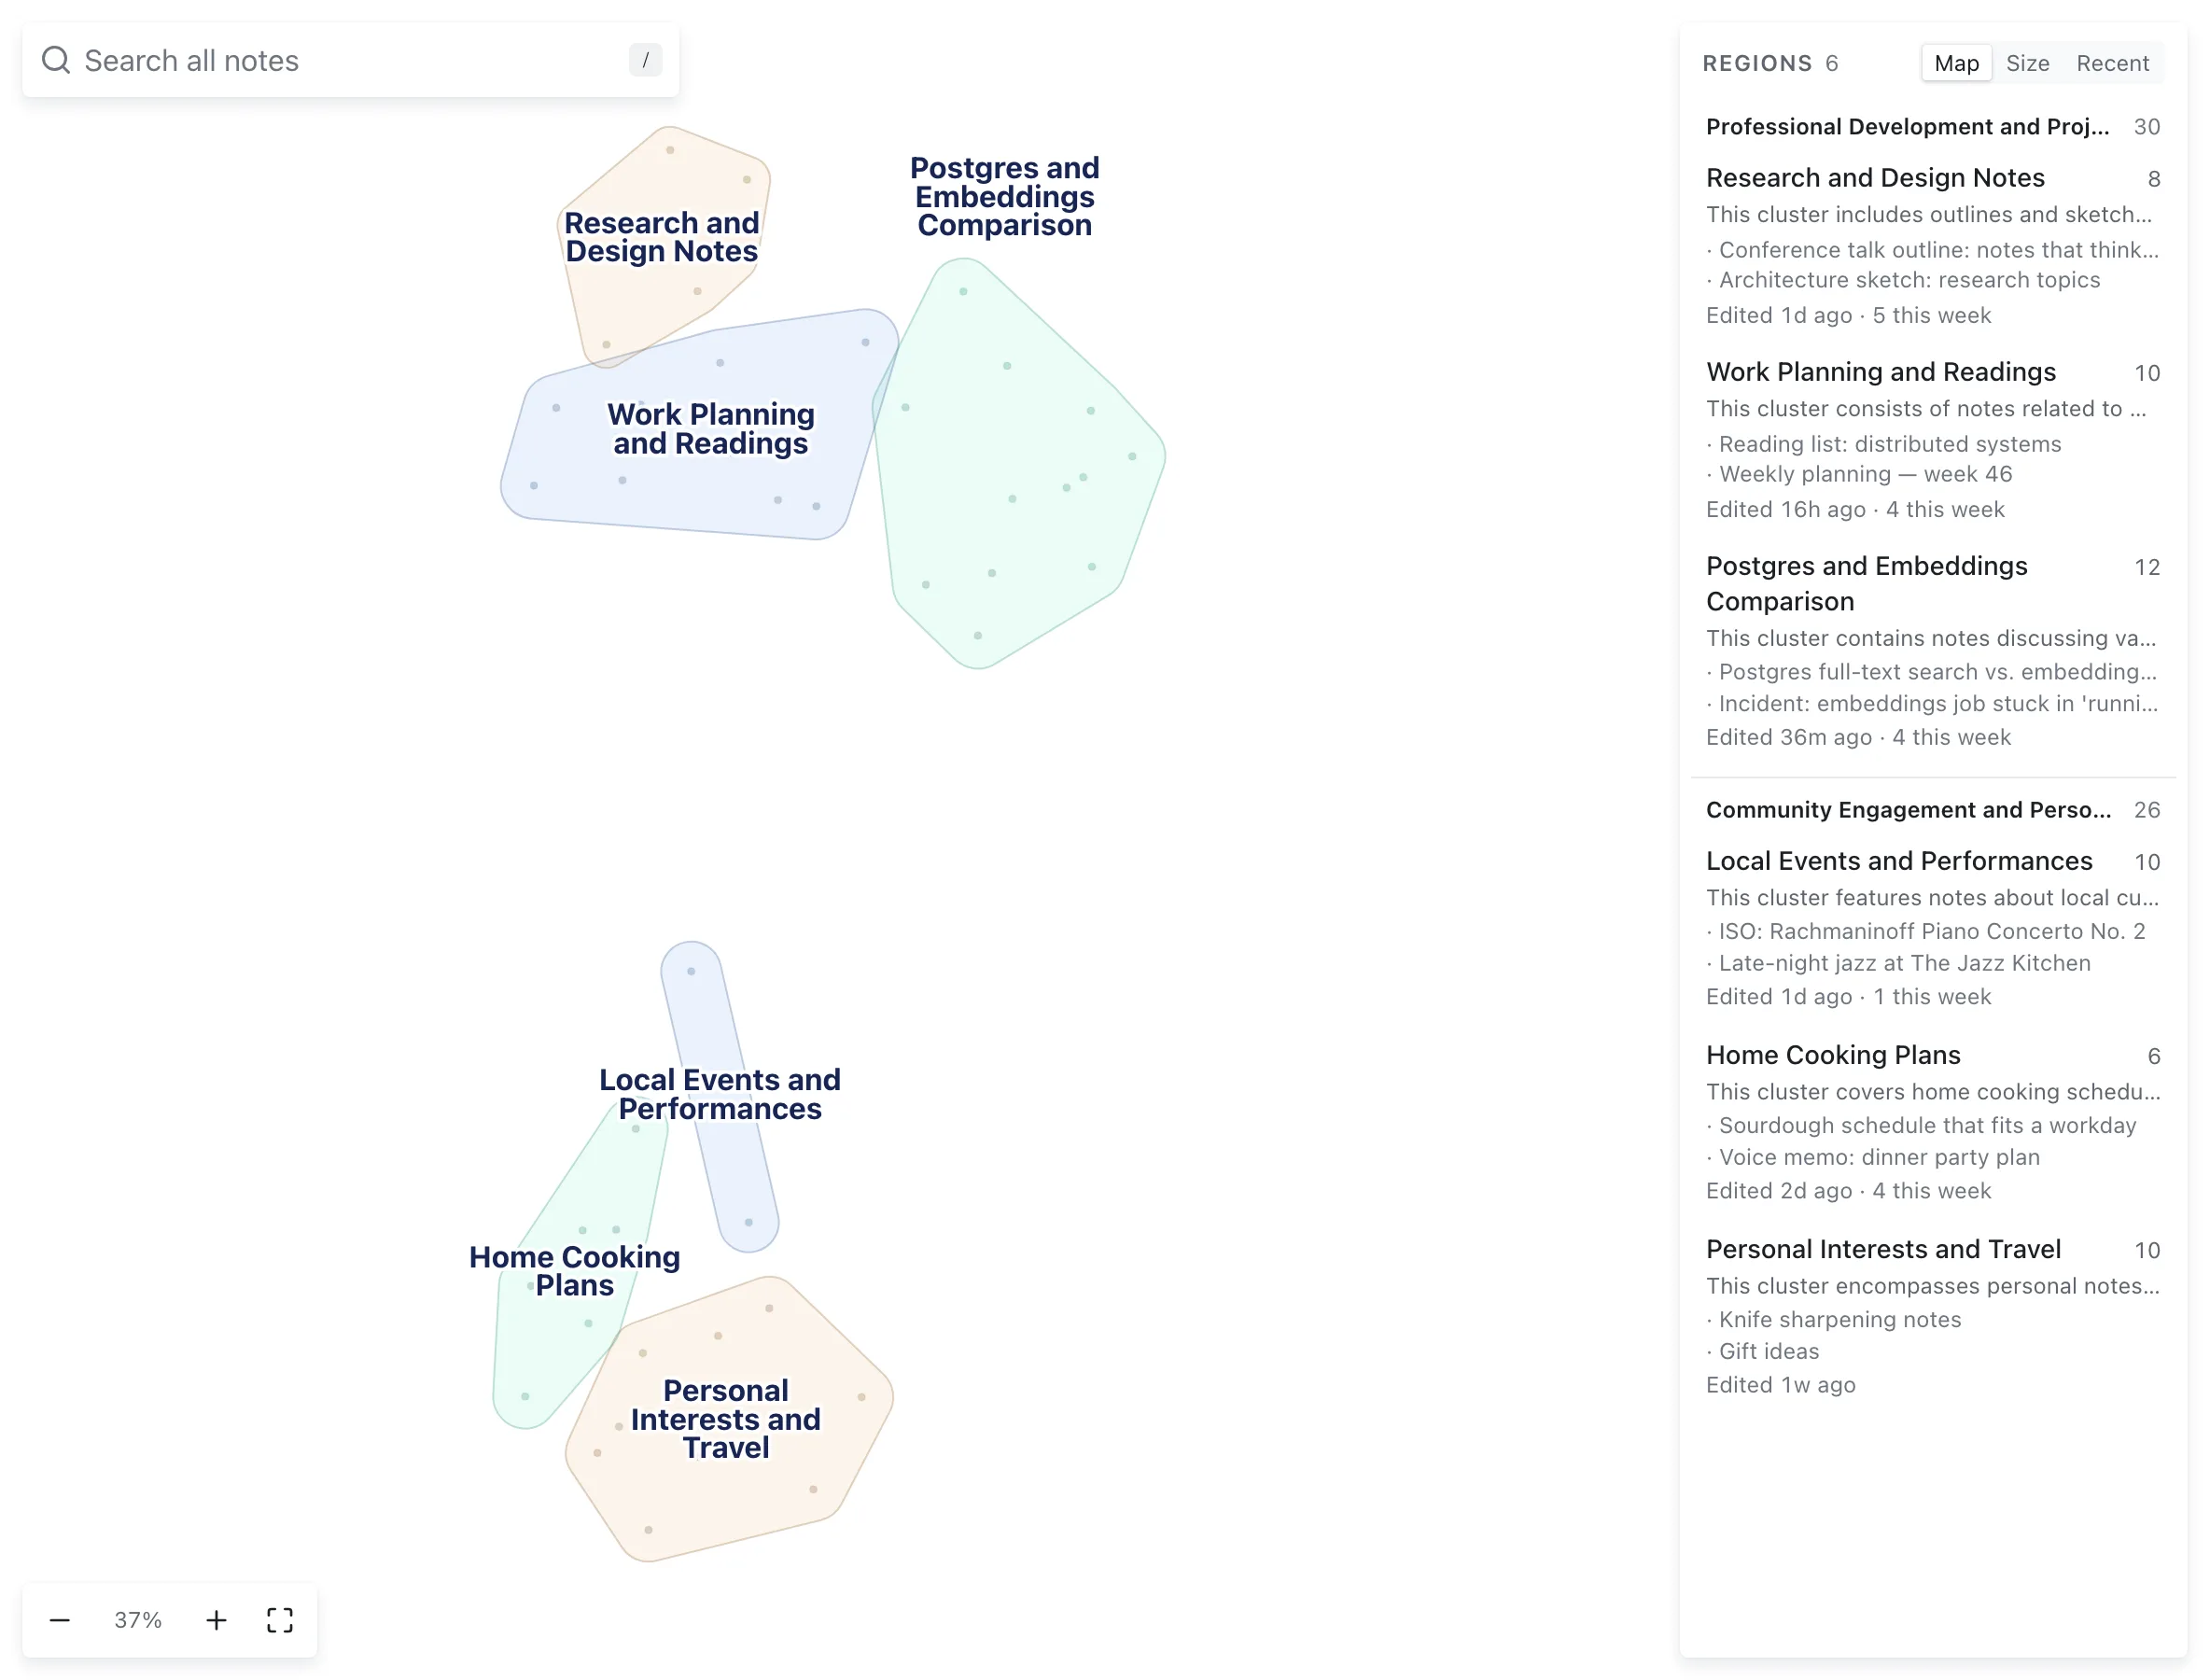 Search all notes
/
Research and
Design Notes
Postgres and
Embeddings
Comparison
Work Planning
and Readings
Local Events and
Performances
Home Cooking
Plans
Personal
Interests and
Travel
37%
REGIONS 6
Map Size Recent
Professional Development and Proj... 30
Research and Design Notes 8
This cluster includes outlines and sketch...
· Conference talk outline: notes that think...
· Architecture sketch: research topics
Edited 1d ago · 5 this week
Work Planning and Readings 10
This cluster consists of notes related to ...
· Reading list: distributed systems
· Weekly planning — week 46
Edited 16h ago · 4 this week
Postgres and Embeddings 12
Comparison
This cluster contains notes discussing va...
· Postgres full-text search vs. embedding...
· Incident: embeddings job stuck in 'runni...
Edited 36m ago · 4 this week
Community Engagement and Perso... 26
Local Events and Performances 10
This cluster features notes about local cu...
· ISO: Rachmaninoff Piano Concerto No. 2
· Late-night jazz at The Jazz Kitchen
Edited 1d ago · 1 this week
Home Cooking Plans 6
This cluster covers home cooking schedu...
· Sourdough schedule that fits a workday
· Voice memo: dinner party plan
Edited 2d ago · 4 this week
Personal Interests and Travel 10
This cluster encompasses personal notes...
· Knife sharpening notes
· Gift ideas
Edited 1w ago